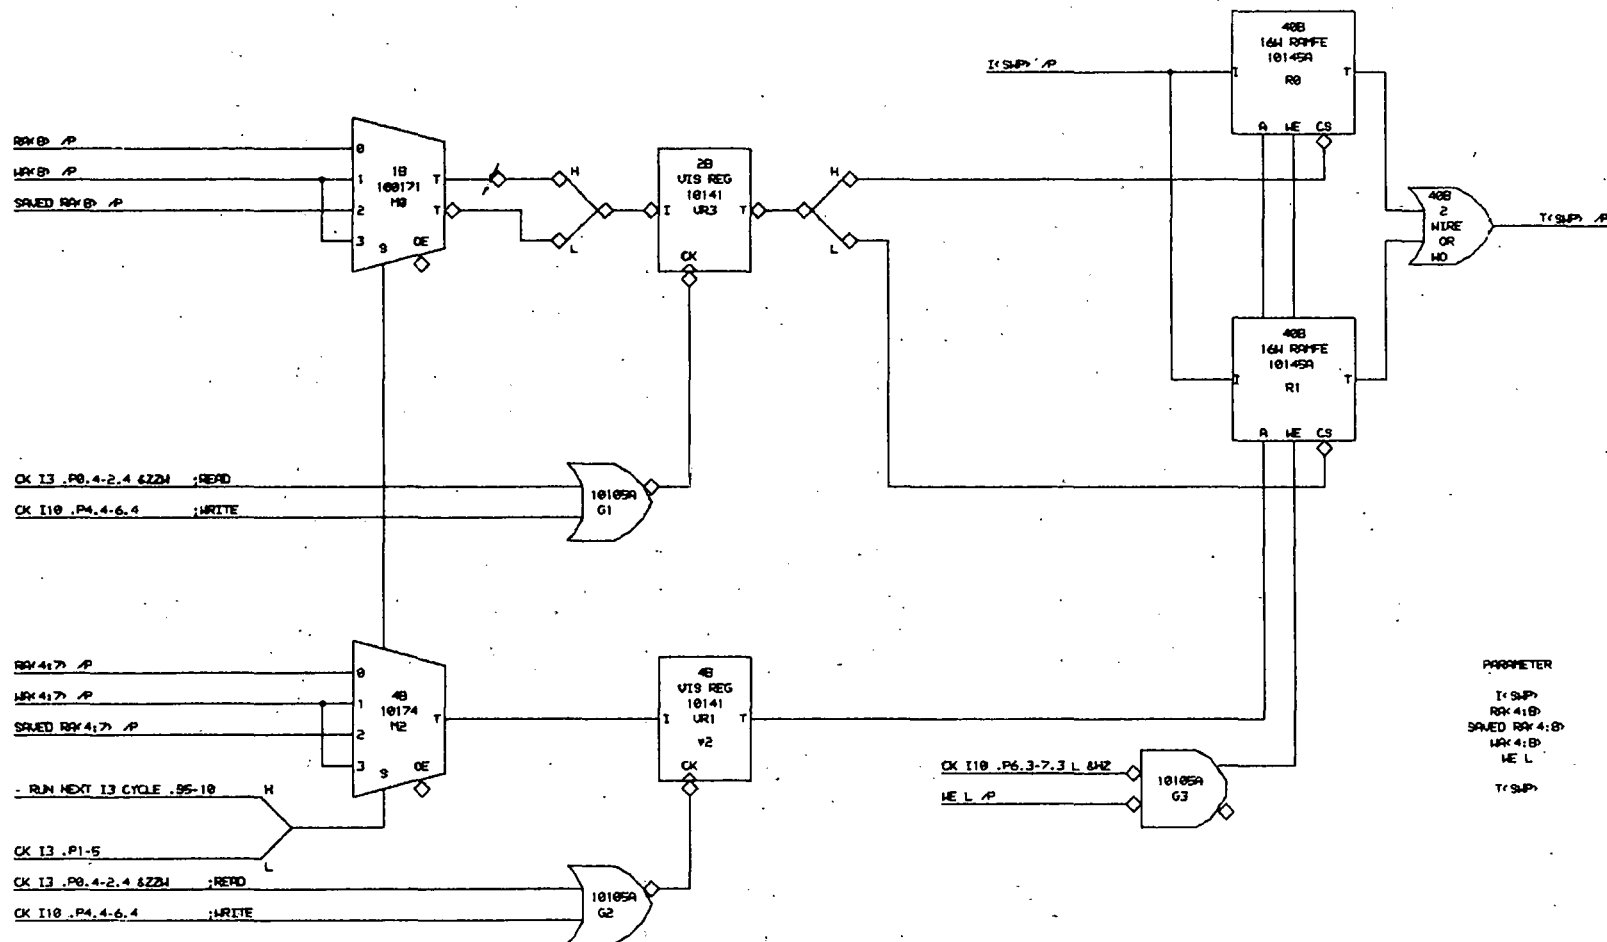 I<SWP> /P
40B
16W RAMFE
10145A
R0
I
T
A WE CS
RA<8> /P
WA<8> /P
SAVED RA<8> /P
0
1
2
3
1B
100171
M0
T
T
S
OE
H
L
2B
VIS REG
10141
VR3
I
T
CK
H
L
40B
2
WIRE
OR
WO
T<SWP> /P
40B
16W RAMFE
10145A
R1
I
T
A WE CS
CK I3 .P0.4-2.4 &ZZW ;READ
CK I10 .P4.4-6.4 ;WRITE
10105A
G1
RA<4:7> /P
WA<4:7> /P
SAVED RA<4:7> /P
0
1
2
3
4B
10174
M2
T
S
OE
4B
VIS REG
10141
VR1
I
T
CK
- RUN NEXT I3 CYCLE .S5-10
H
CK I3 .P1-5
L
CK I3 .P0.4-2.4 &ZZW ;READ
CK I10 .P4.4-6.4 ;WRITE
10105A
G2
CK I10 .P6.3-7.3 L &WZ
WE L /P
10105A
G3
PARAMETER
I<SWP>
RA<4:8>
SAVED RA<4:8>
WA<4:8>
WE L
T<SWP>